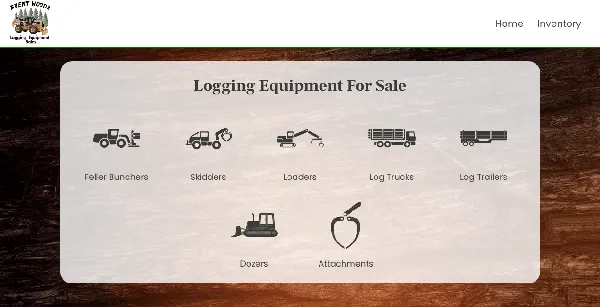 BRENT WOODS
Logging Equipment
Sales
Home Inventory
Logging Equipment For Sale
Feller Bunchers Skidders Loaders Log Trucks Log Trailers
Dozers Attachments